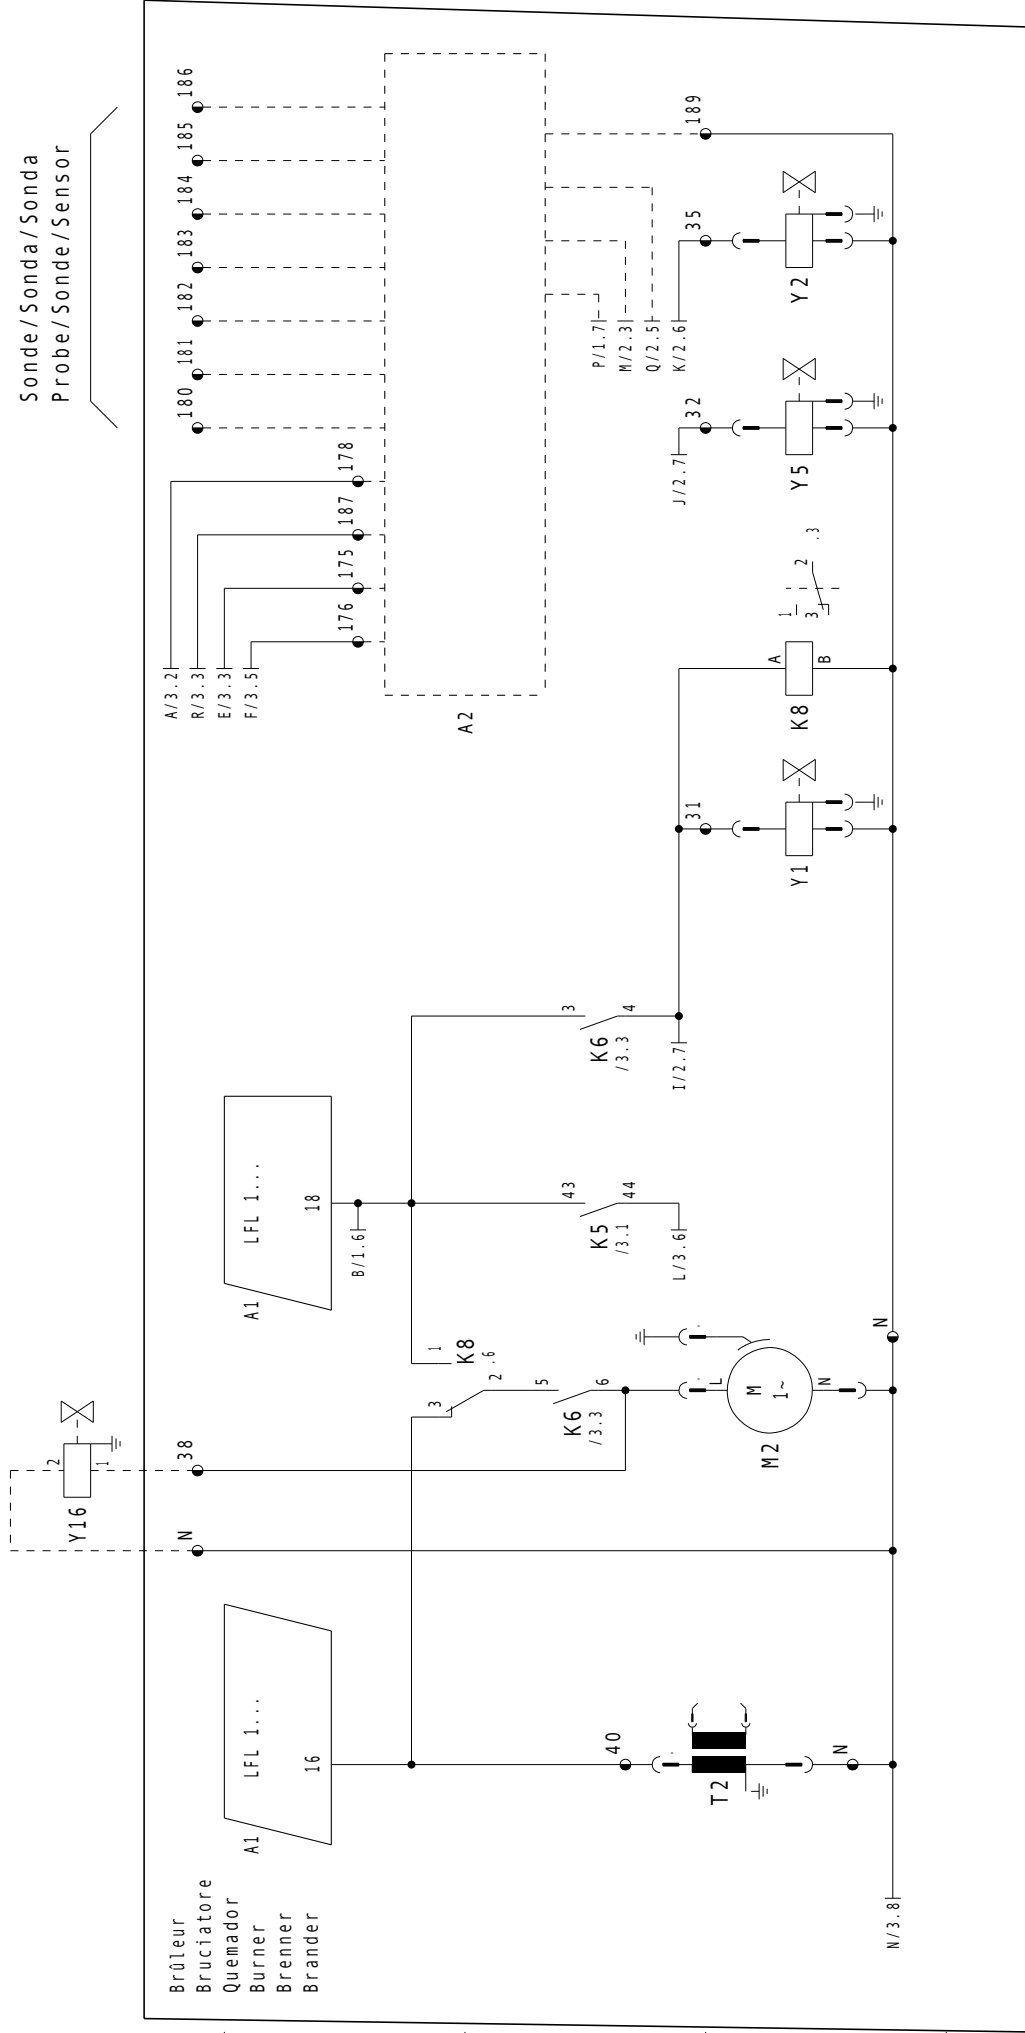 Brûleur
Bruciatore
Quemador
Burner
Brenner
Brander
Sonde/Sonda/Sonda
Probe/Sonde/Sensor
Y16
2
1
N
38
180
181
182
183
184
185
186
A/3.2
R/3.3
E/3.3
F/3.5
176
175
187
178
A1
LFL 1...
16
A1
LFL 1...
18
B/1.6
A2
3
1
K8
2
.6
5
6
K6
/3.3
43
44
K5
/3.1
L/3.6
3
4
K6
/3.3
I/2.7
P/1.7
M/2.3
Q/2.5
K/2.6
J/2.7
40
31
32
35
189
T2
N
M2
M
1~
L
N
N
Y1
K8
A
B
1
3
2
.3
Y5
Y2
N/3.8